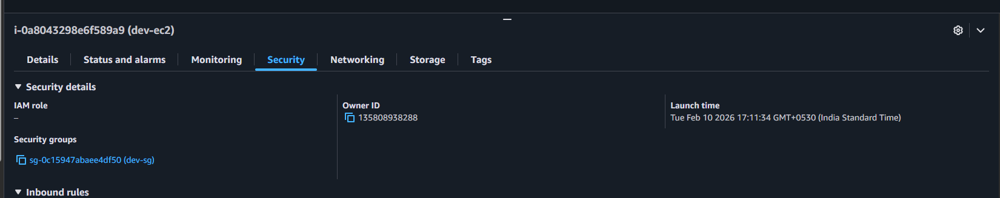 i-0a8043298e6f589a9 (dev-ec2)
Details Status and alarms Monitoring Security Networking Storage Tags
Security details
IAM role
–
Owner ID
135808938288
Launch time
Tue Feb 10 2026 17:11:34 GMT+0530 (India Standard Time)
Security groups
sg-0c15947abaee4df50 (dev-sg)
Inbound rules